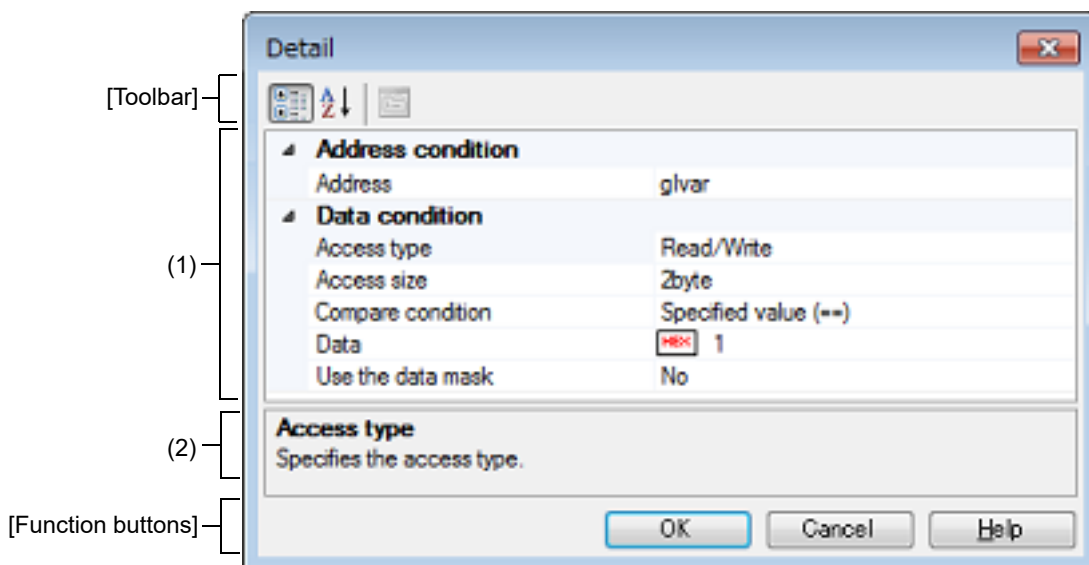 Detail
[Toolbar]
Address condition
Address glvar
Data condition
Access type Read/Write
(1)
Access size 2byte
Compare condition Specified value (==)
Data HEX 1
Use the data mask No
(2)
Access type
Specifies the access type.
[Function buttons]
OK Cancel Help